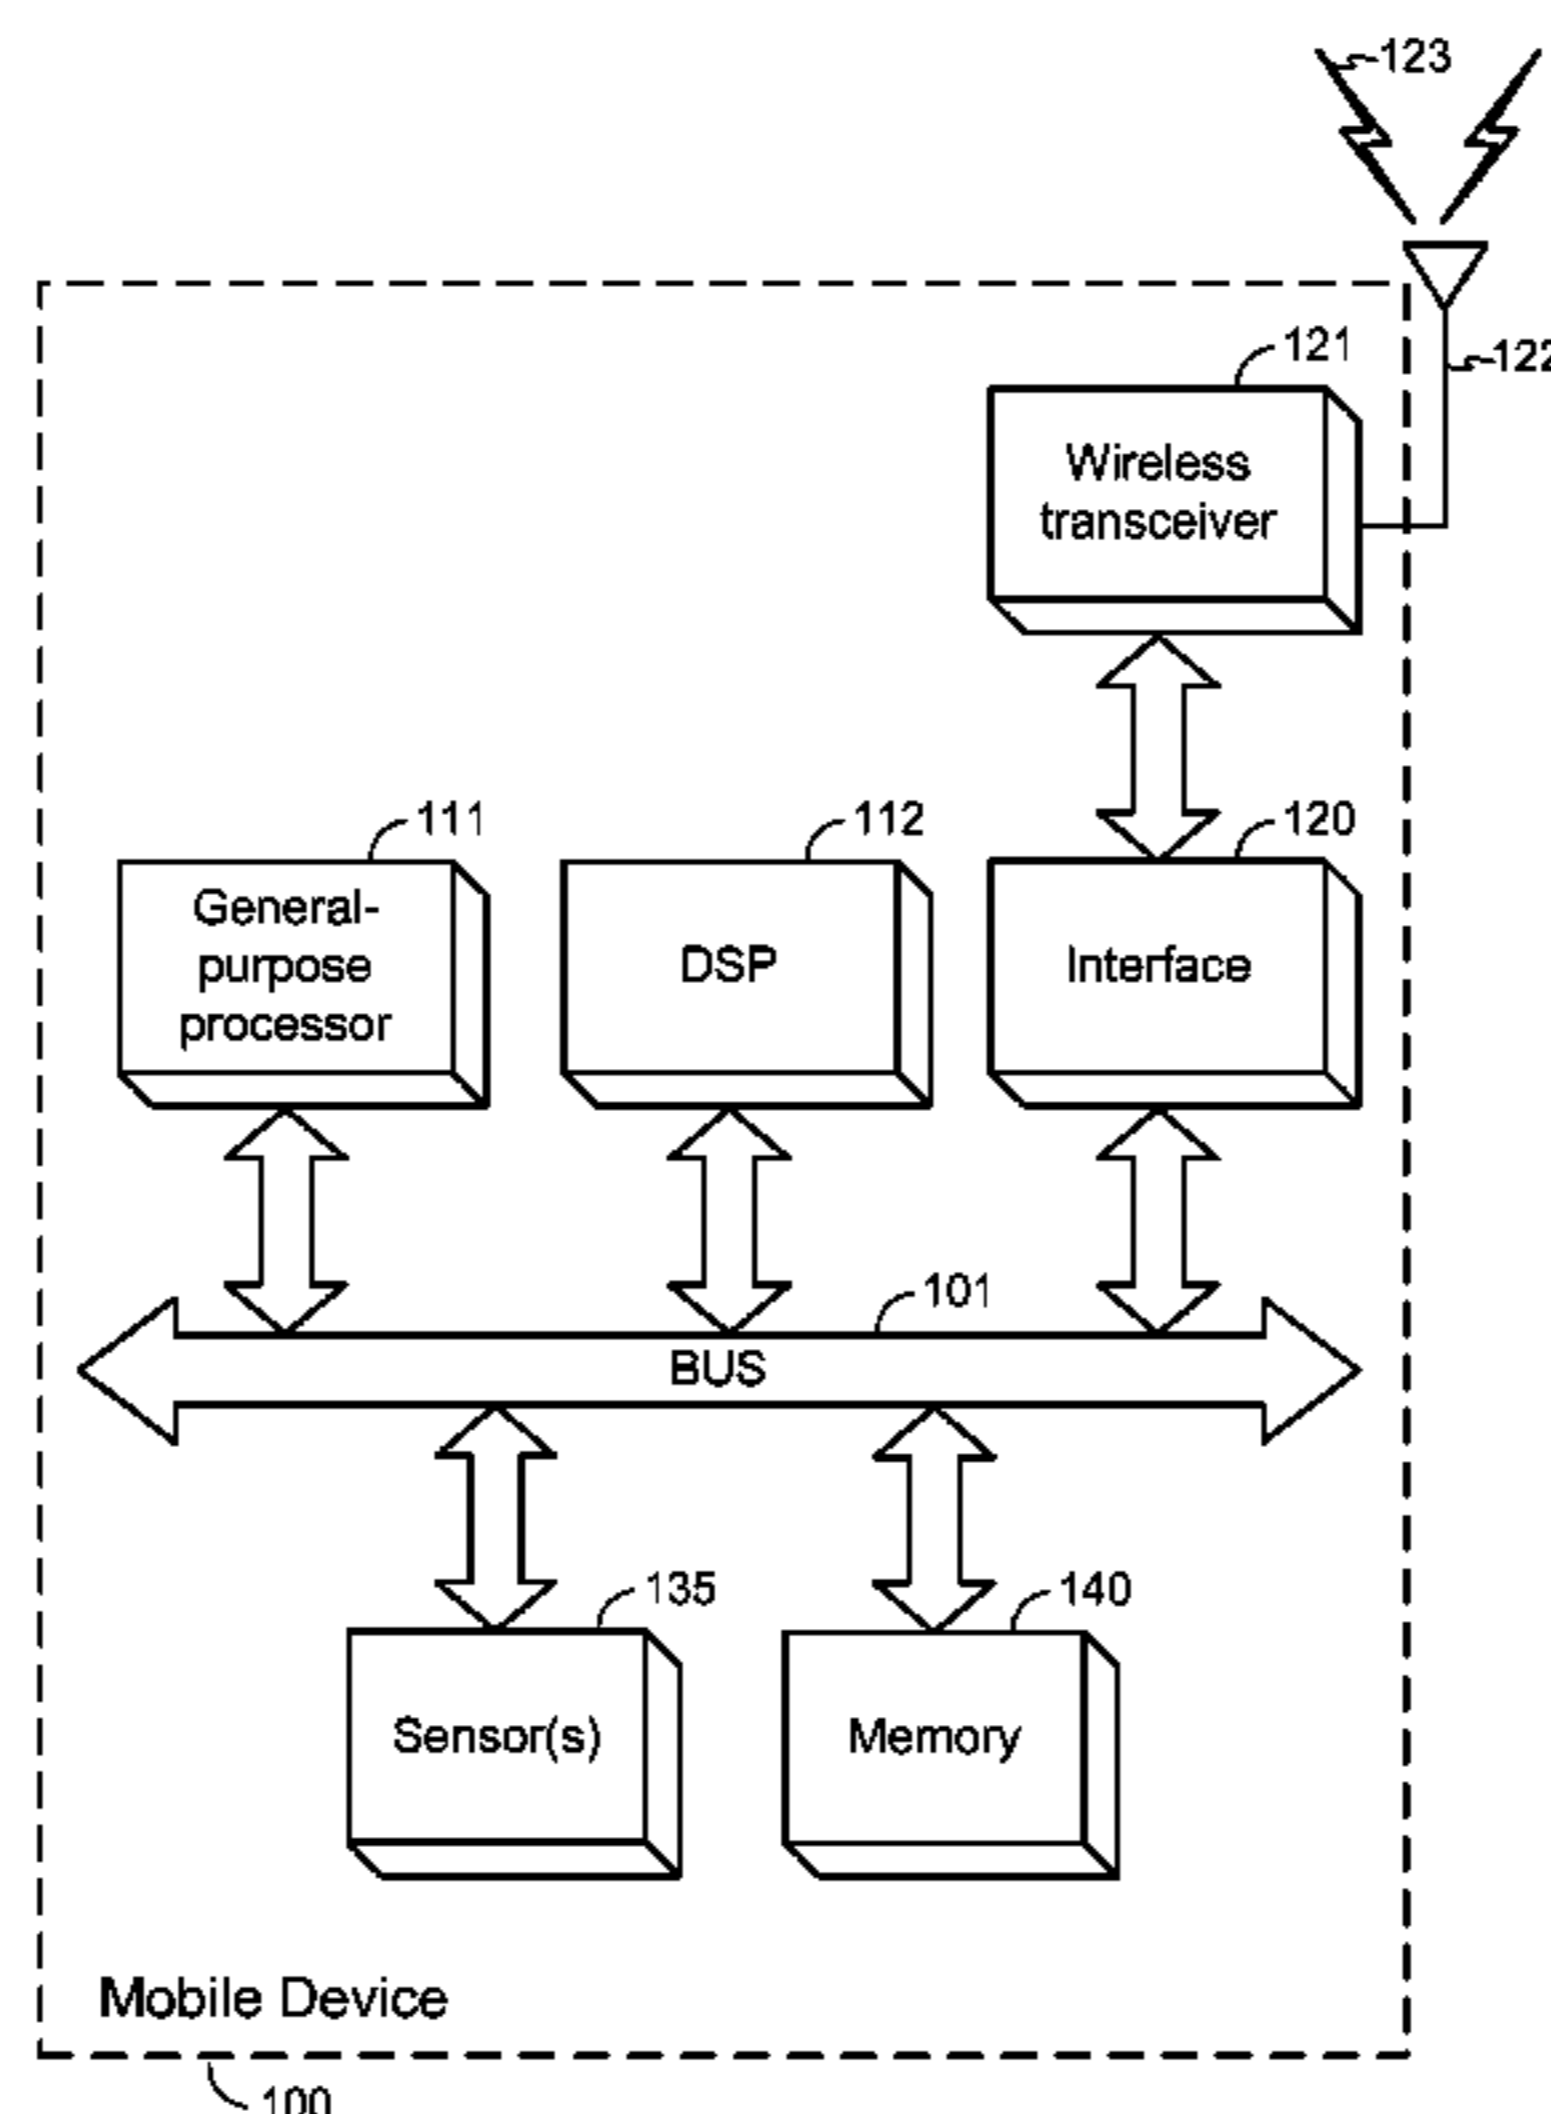 123
122
121
Wireless
transceiver
111
112
120
General-
purpose
processor
DSP
Interface
101
BUS
135
140
Sensor(s)
Memory
Mobile Device
100